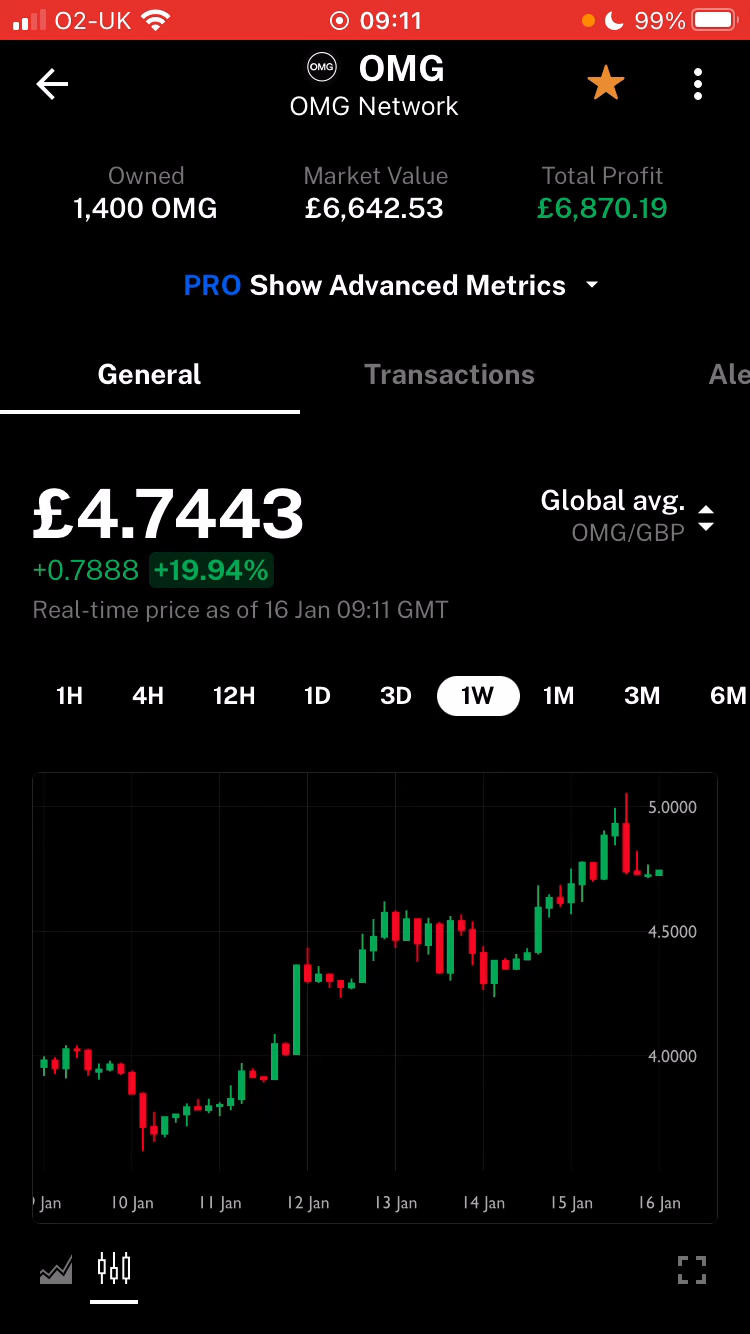 O2-UK 09:11 99%
OMG OMG
OMG Network
Owned Market Value Total Profit
1,400 OMG £6,642.53 £6,870.19
PRO Show Advanced Metrics
General Transactions Ale
£4.7443 Global avg.
OMG/GBP
+0.7888 +19.94%
Real-time price as of 16 Jan 09:11 GMT
1H 4H 12H 1D 3D 1W 1M 3M 6M
5.0000
4.5000
4.0000
Jan 10 Jan 11 Jan 12 Jan 13 Jan 14 Jan 15 Jan 16 Jan